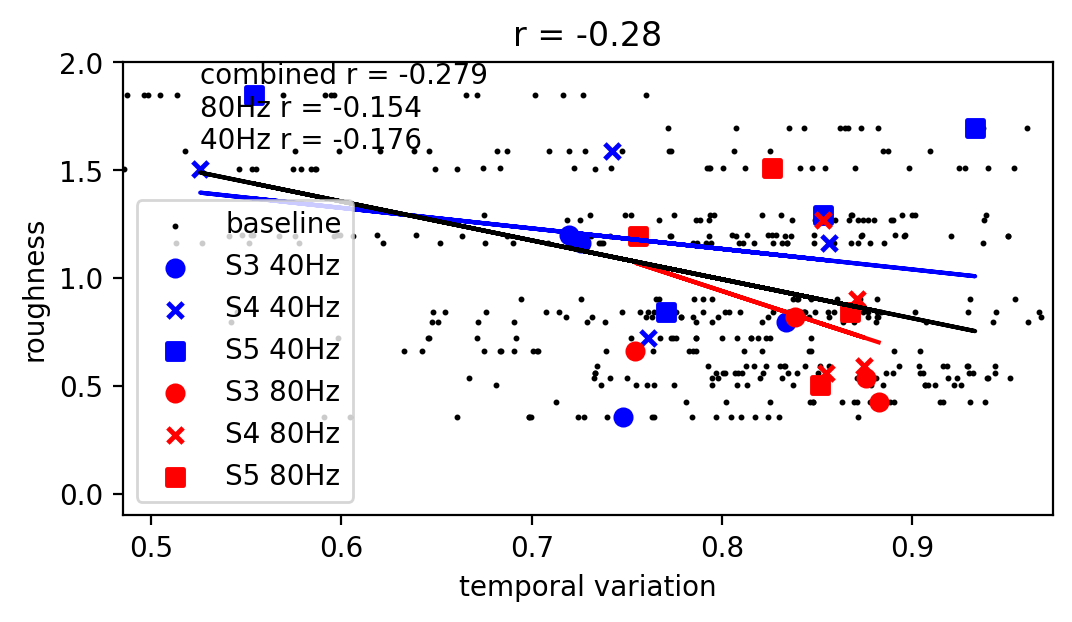 r = -0.28
combined r = -0.279
80Hz r = -0.154
40Hz r = -0.176
roughness
2.0
1.5
1.0
0.5
0.0
baseline
S3 40Hz
S4 40Hz
S5 40Hz
S3 80Hz
S4 80Hz
S5 80Hz
0.5 0.6 0.7 0.8 0.9
temporal variation